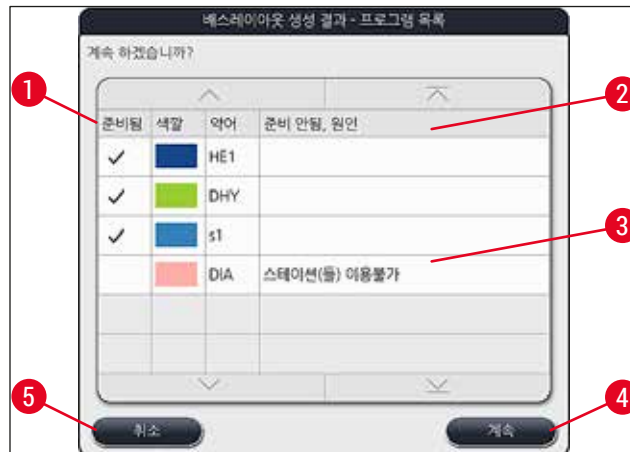 배스레이아웃 생성 결과 - 프로그램 목록
계속 하겠습니까?
1
2
준비됨 색깔 약어 준비 안됨, 원인
HE1
DHY
s1
3
DIA 스테이션(들) 이용불가
5
4
취소 계속